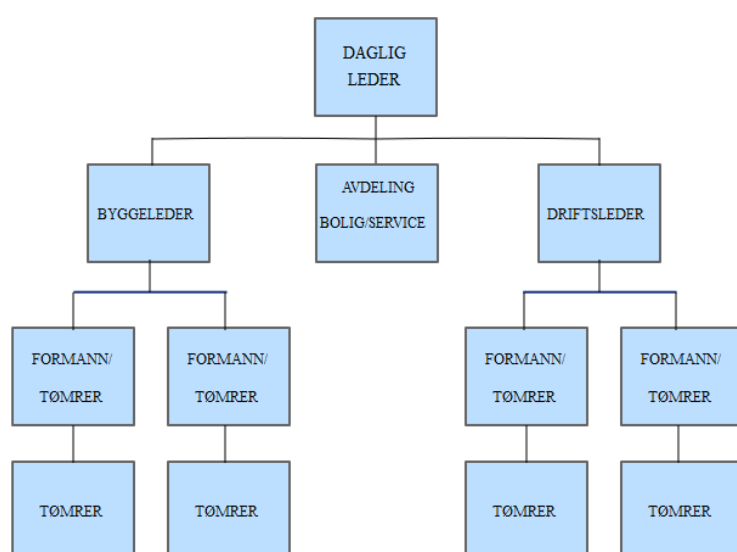 DAGLIG
LEDER
BYGGELEDER
AVDELING
BOLIG/SERVICE
DRIFTSLEDER
FORMANN/
TØMRER
FORMANN/
TØMRER
FORMANN/
TØMRER
FORMANN/
TØMRER
TØMRER
TØMRER
TØMRER
TØMRER